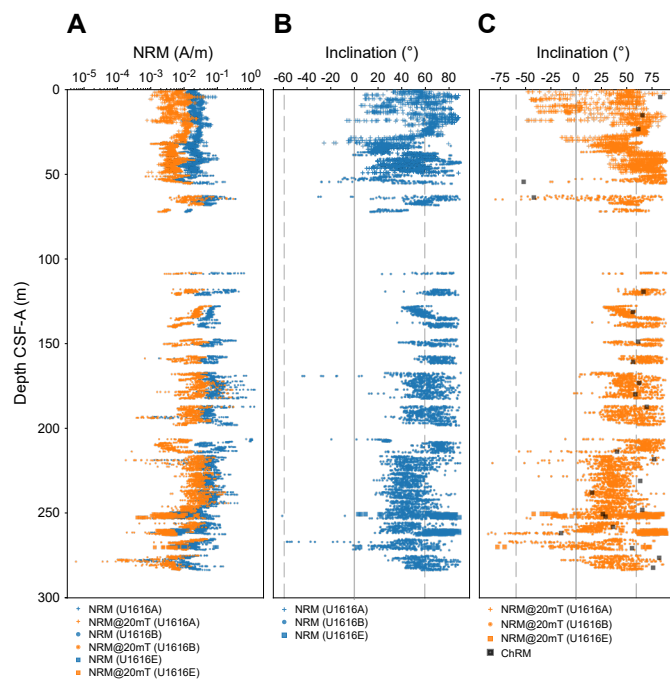 A B C
NRM (A/m) Inclination (°) Inclination (°)
10⁻⁵ 10⁻⁴ 10⁻³ 10⁻² 10⁻¹ 10⁰
−60 −40 −20 0 20 40 60 80
−75 −50 −25 0 25 50 75
0
50
100
150
200
250
300
Depth CSF-A (m)
NRM (U1616A)
NRM@20mT (U1616A)
NRM (U1616B)
NRM@20mT (U1616B)
NRM (U1616E)
NRM@20mT (U1616E)
NRM (U1616A)
NRM (U1616B)
NRM (U1616E)
NRM@20mT (U1616A)
NRM@20mT (U1616B)
NRM@20mT (U1616E)
ChRM